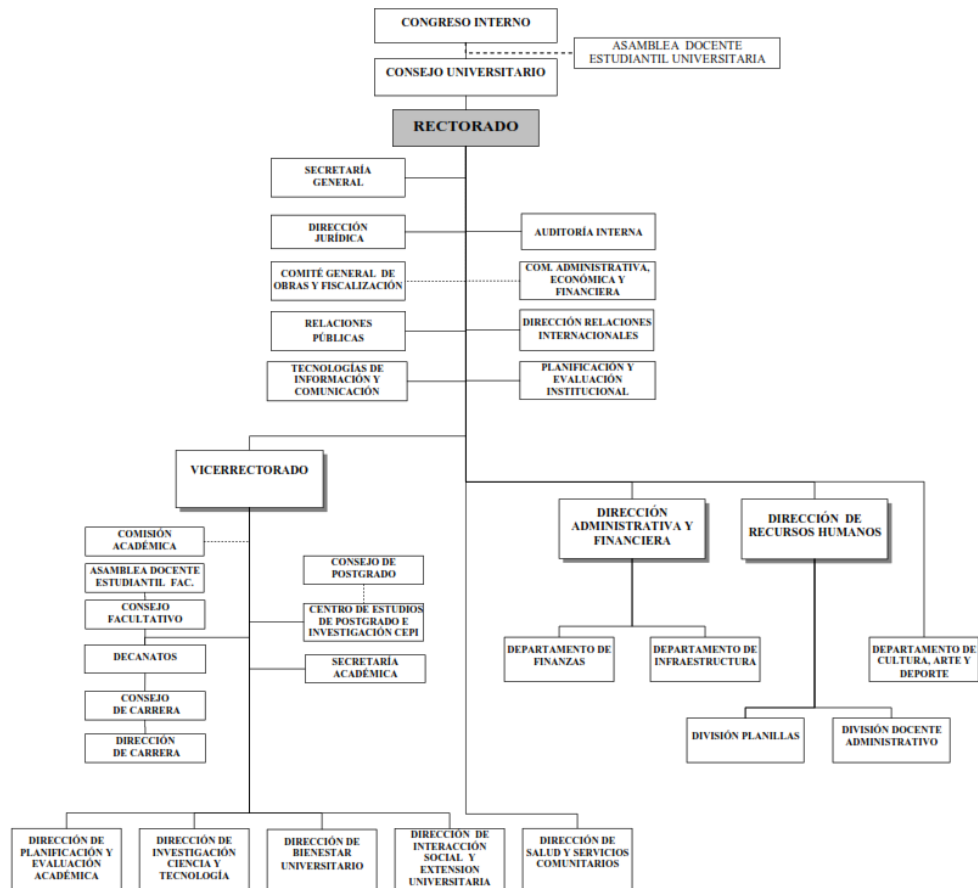 CONGRESO INTERNO
ASAMBLEA DOCENTE
ESTUDIANTIL UNIVERSITARIA
CONSEJO UNIVERSITARIO
RECTORADO
SECRETARÍA
GENERAL
DIRECCIÓN
JURÍDICA
AUDITORÍA INTERNA
COMITÉ GENERAL DE
OBRAS Y FISCALIZACIÓN
COM. ADMINISTRATIVA,
ECONÓMICA Y
FINANCIERA
RELACIONES
PÚBLICAS
DIRECCIÓN RELACIONES
INTERNACIONALES
TECNOLOGÍAS DE
INFORMACIÓN Y
COMUNICACIÓN
PLANIFICACIÓN Y
EVALUACIÓN
INSTITUCIONAL
VICERRECTORADO
DIRECCIÓN
ADMINISTRATIVA Y
FINANCIERA
DIRECCIÓN DE
RECURSOS HUMANOS
COMISIÓN
ACADÉMICA
ASAMBLEA DOCENTE
ESTUDIANTIL FAC.
CONSEJO
FACULTATIVO
DECANATOS
CONSEJO
DE CARRERA
DIRECCIÓN
DE CARRERA
CONSEJO DE
POSTGRADO
CENTRO DE ESTUDIOS
DE POSTGRADO E
INVESTIGACIÓN CEPI
SECRETARÍA
ACADÉMICA
DEPARTAMENTO DE
FINANZAS
DEPARTAMENTO DE
INFRAESTRUCTURA
DEPARTAMENTO DE
CULTURA, ARTE Y
DEPORTE
DIVISIÓN PLANILLAS
DIVISIÓN DOCENTE
ADMINISTRATIVO
DIRECCIÓN DE
PLANIFICACIÓN Y
EVALUACIÓN
ACADÉMICA
DIRECCIÓN DE
INVESTIGACIÓN
CIENCIA Y
TECNOLOGÍA
DIRECCIÓN DE
BIENESTAR
UNIVERSITARIO
DIRECCIÓN DE
INTERACCIÓN
SOCIAL Y
EXTENSION
UNIVERSITARIA
DIRECCIÓN DE
SALUD Y SERVICIOS
COMUNITARIOS